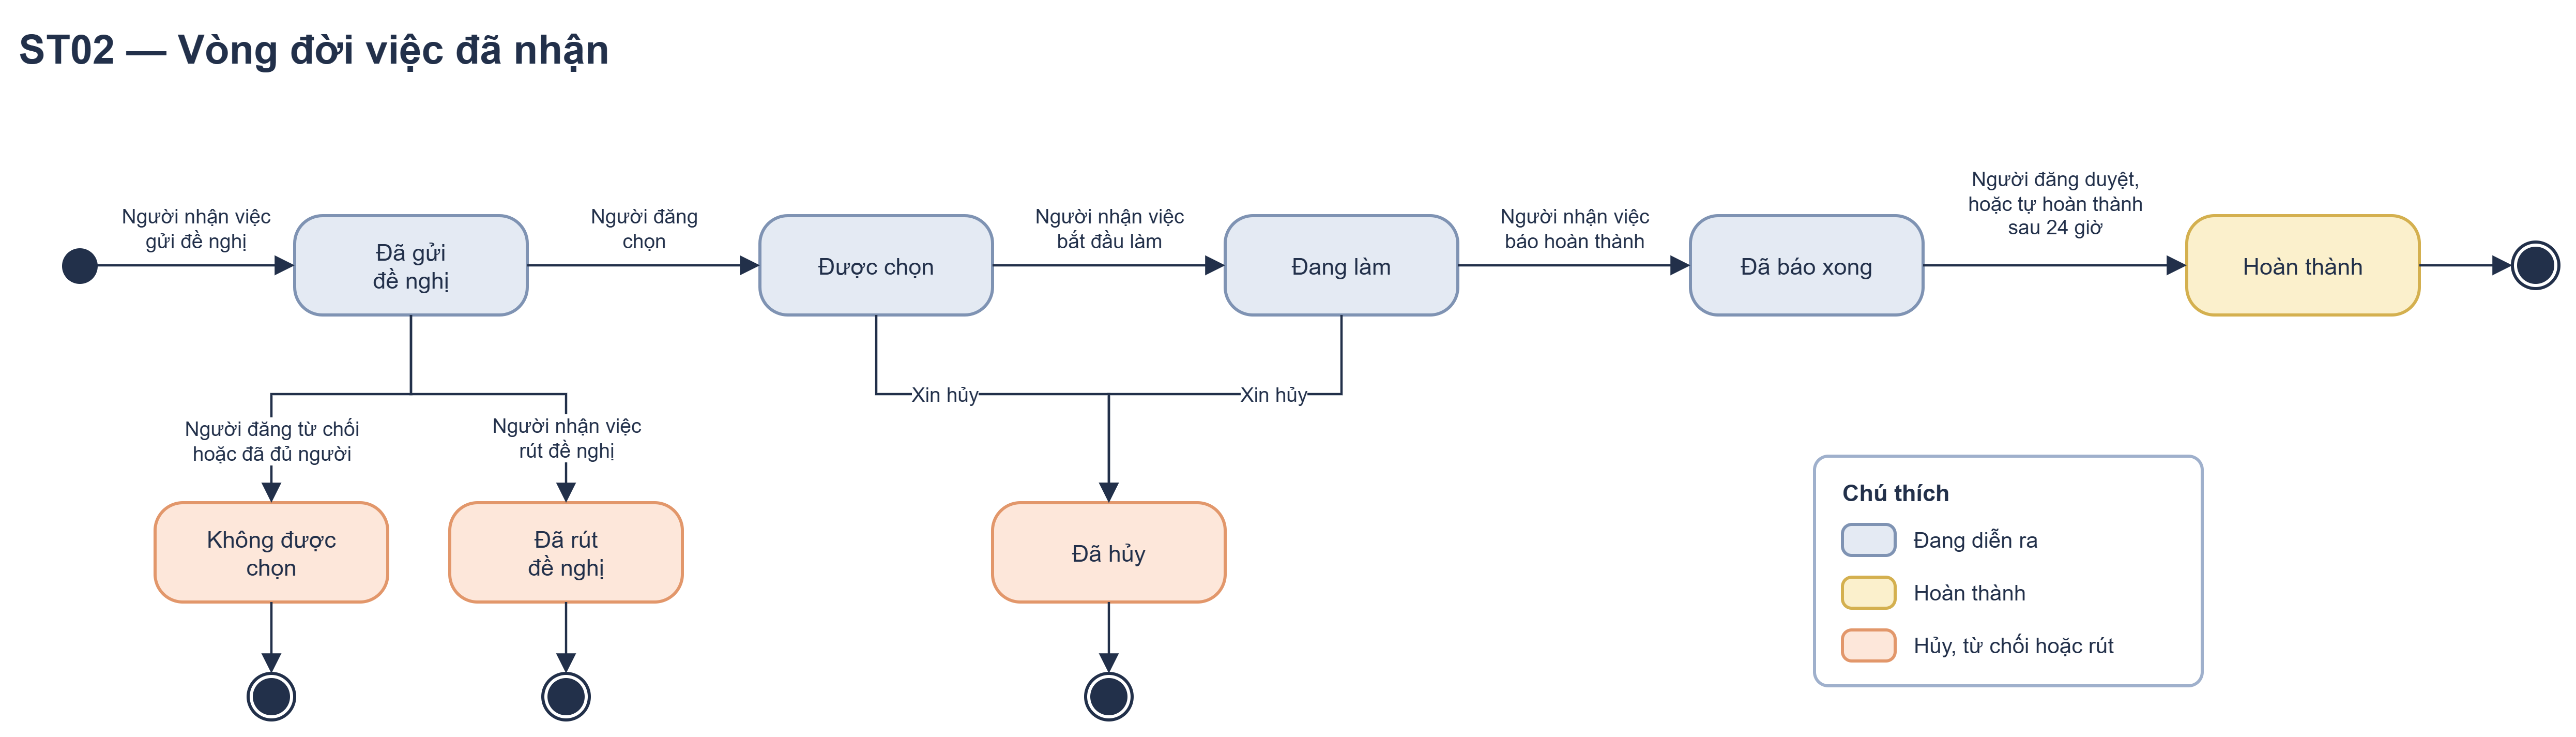 ST02 — Vòng đời việc đã nhận
Người nhận việc
gửi đề nghị
Đã gửi
đề nghị
Người đăng
chọn
Được chọn
Người nhận việc
bắt đầu làm
Đang làm
Người nhận việc
báo hoàn thành
Đã báo xong
Người đăng duyệt,
hoặc tự hoàn thành
sau 24 giờ
Hoàn thành
Xin hủy
Xin hủy
Người đăng từ chối
hoặc đã đủ người
Người nhận việc
rút đề nghị
Không được
chọn
Đã rút
đề nghị
Đã hủy
Chú thích
Đang diễn ra
Hoàn thành
Hủy, từ chối hoặc rút